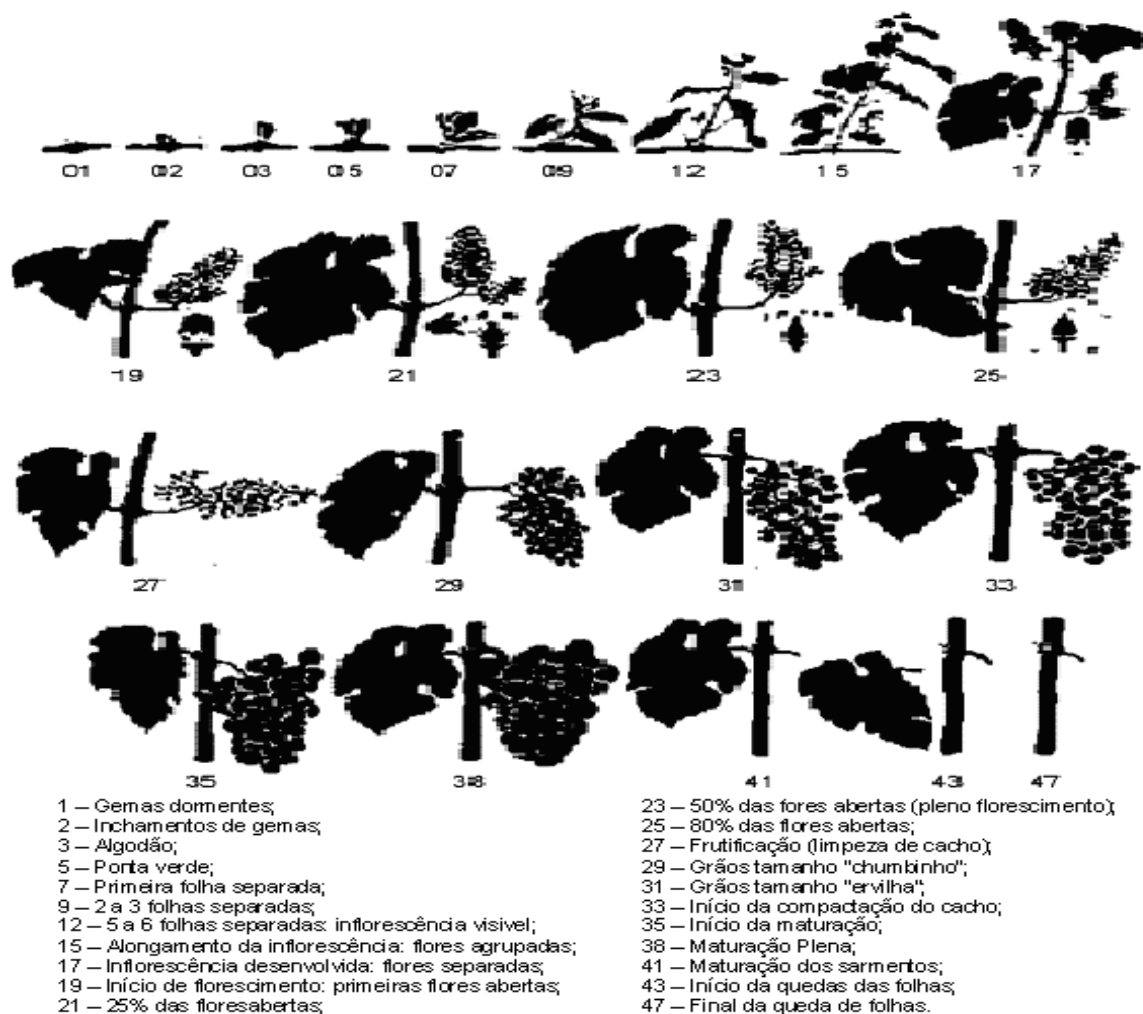 01 02 03 05 07 09 12 15 17
19 21 23 25
27 29 31 33
35 38 41 43 47
1 – Gemas dormentes;
2 – Inchamentos de gemas;
3 – Algodão;
5 – Ponta verde;
7 – Primeira folha separada;
9 – 2 a 3 folhas separadas;
12 – 5 a 6 folhas separadas: inflorescência visivel;
15 – Alongamento da inflorescência: flores agrupadas;
17 – Inflorescência desenvolvida: flores separadas;
19 – Início de florescimento: primeiras flores abertas;
21 – 25% das floresabertas;
23 – 50% das fores abertas (pleno florescimento);
25 – 80% das flores abertas;
27 – Frutificação (limpeza de cacho);
29 – Grãos tamanho "chumbinho";
31 – Grãos tamanho "ervilha";
33 – Início da compactação do cacho;
35 – Início da maturação;
38 – Maturação Plena;
41 – Maturação dos sarmentos;
43 – Início da quedas das folhas;
47 – Final da queda de folhas.